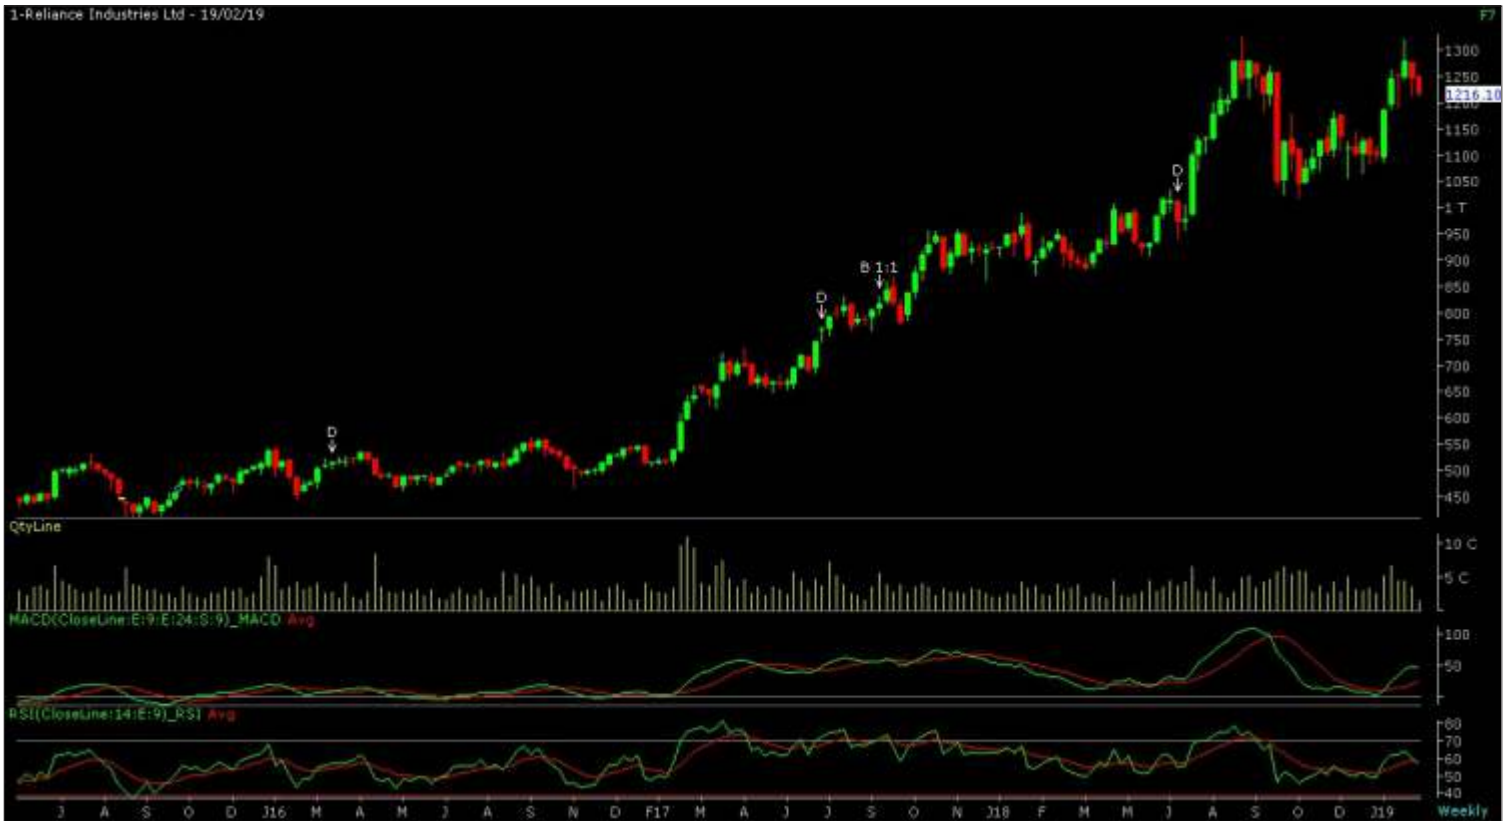 1-Reliance Industries Ltd - 19/02/19
F7
1300
1250
1216.10
1200
1150
1100
1050
1 T
950
900
850
800
750
700
650
600
550
500
450
D
D
B 1:1
D
QtyLine
10 C
5 C
MACD(CloseLine:E:9:E:24:S:9)_MACD Avg
100
50
RSI(CloseLine:14:E:9)_RSI Avg
80
70
60
50
40
J A S O D J16 M A M J A S N D F17 M A J J S O N J18 F M M J A S O D J19 Weekly